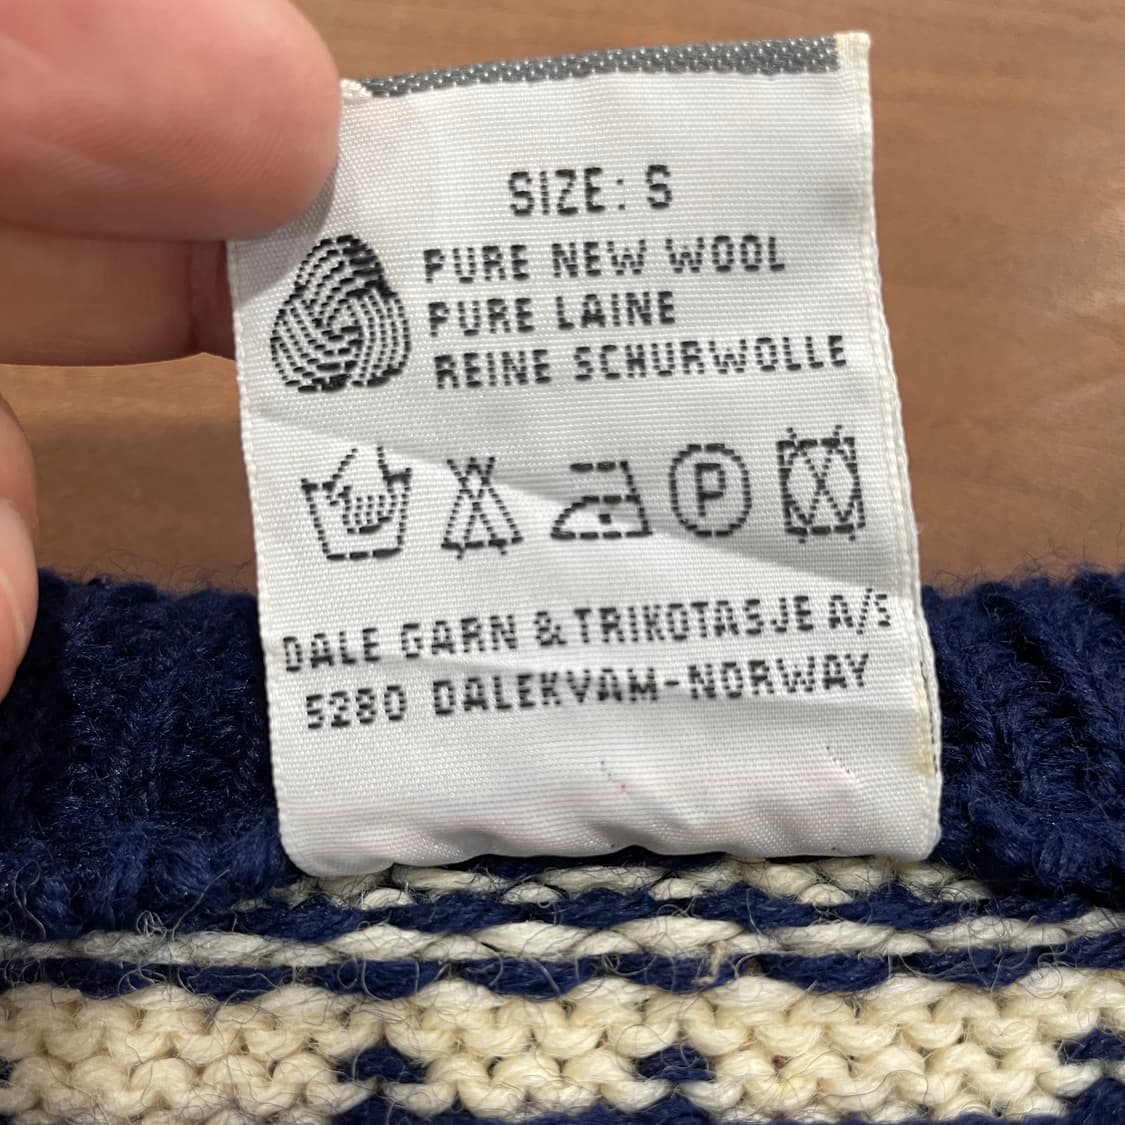 SIZE: S
PURE NEW WOOL
PURE LAINE
REINE SCHURWOLLE
P
DALE GARN & TRIKOTASJE A/S
5280 DALEKVAM-NORWAY